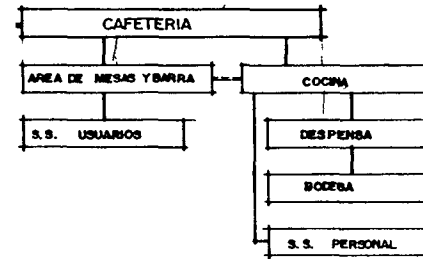 CAFETERIA
AREA DE MESAS Y BARRA
COCINA
S.S. USUARIOS
DESPENSA
BODEGA
S.S. PERSONAL